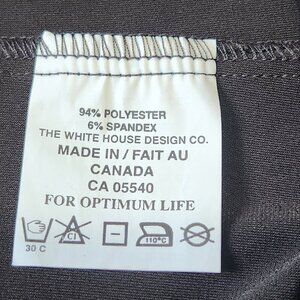 94% POLYESTER
6% SPANDEX
THE WHITE HOUSE DESIGN CO.
MADE IN / FAIT AU
CANADA
CA 05540
FOR OPTIMUM LIFE
30 C Cl 110°C